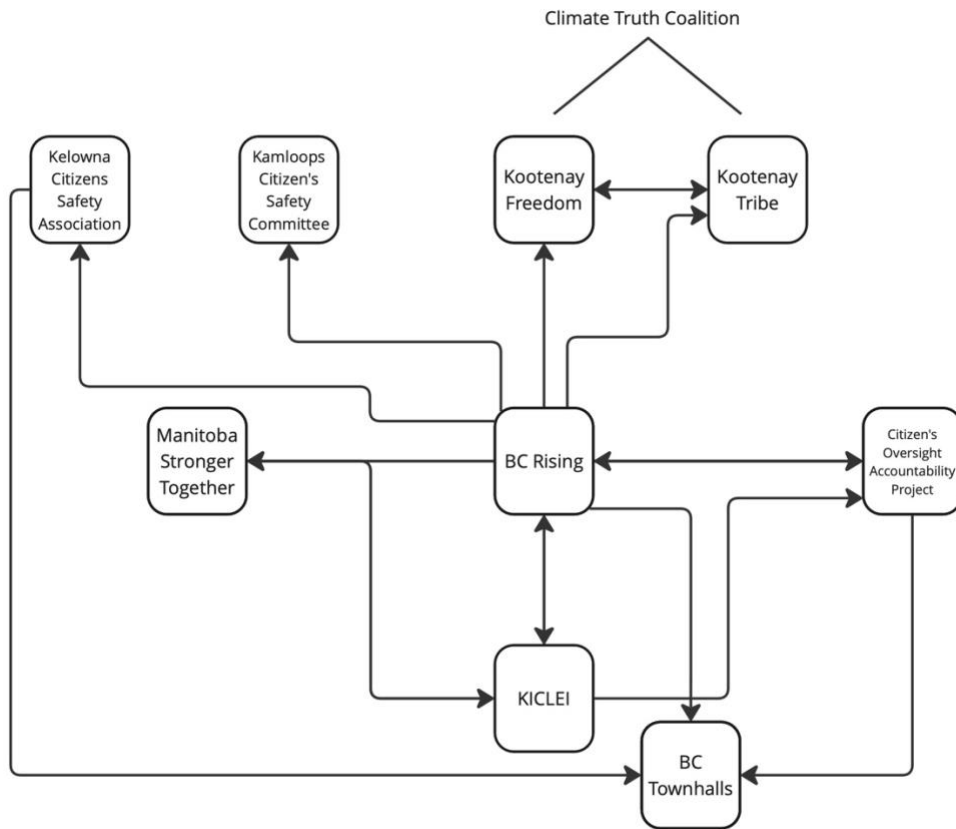 Climate Truth Coalition
Kelowna
Citizens
Safety
Association
Kamloops
Citizen's
Safety
Committee
Kootenay
Freedom
Kootenay
Tribe
Manitoba
Stronger
Together
BC Rising
Citizen's
Oversight
Accountability
Project
KICLEI
BC
Townhalls